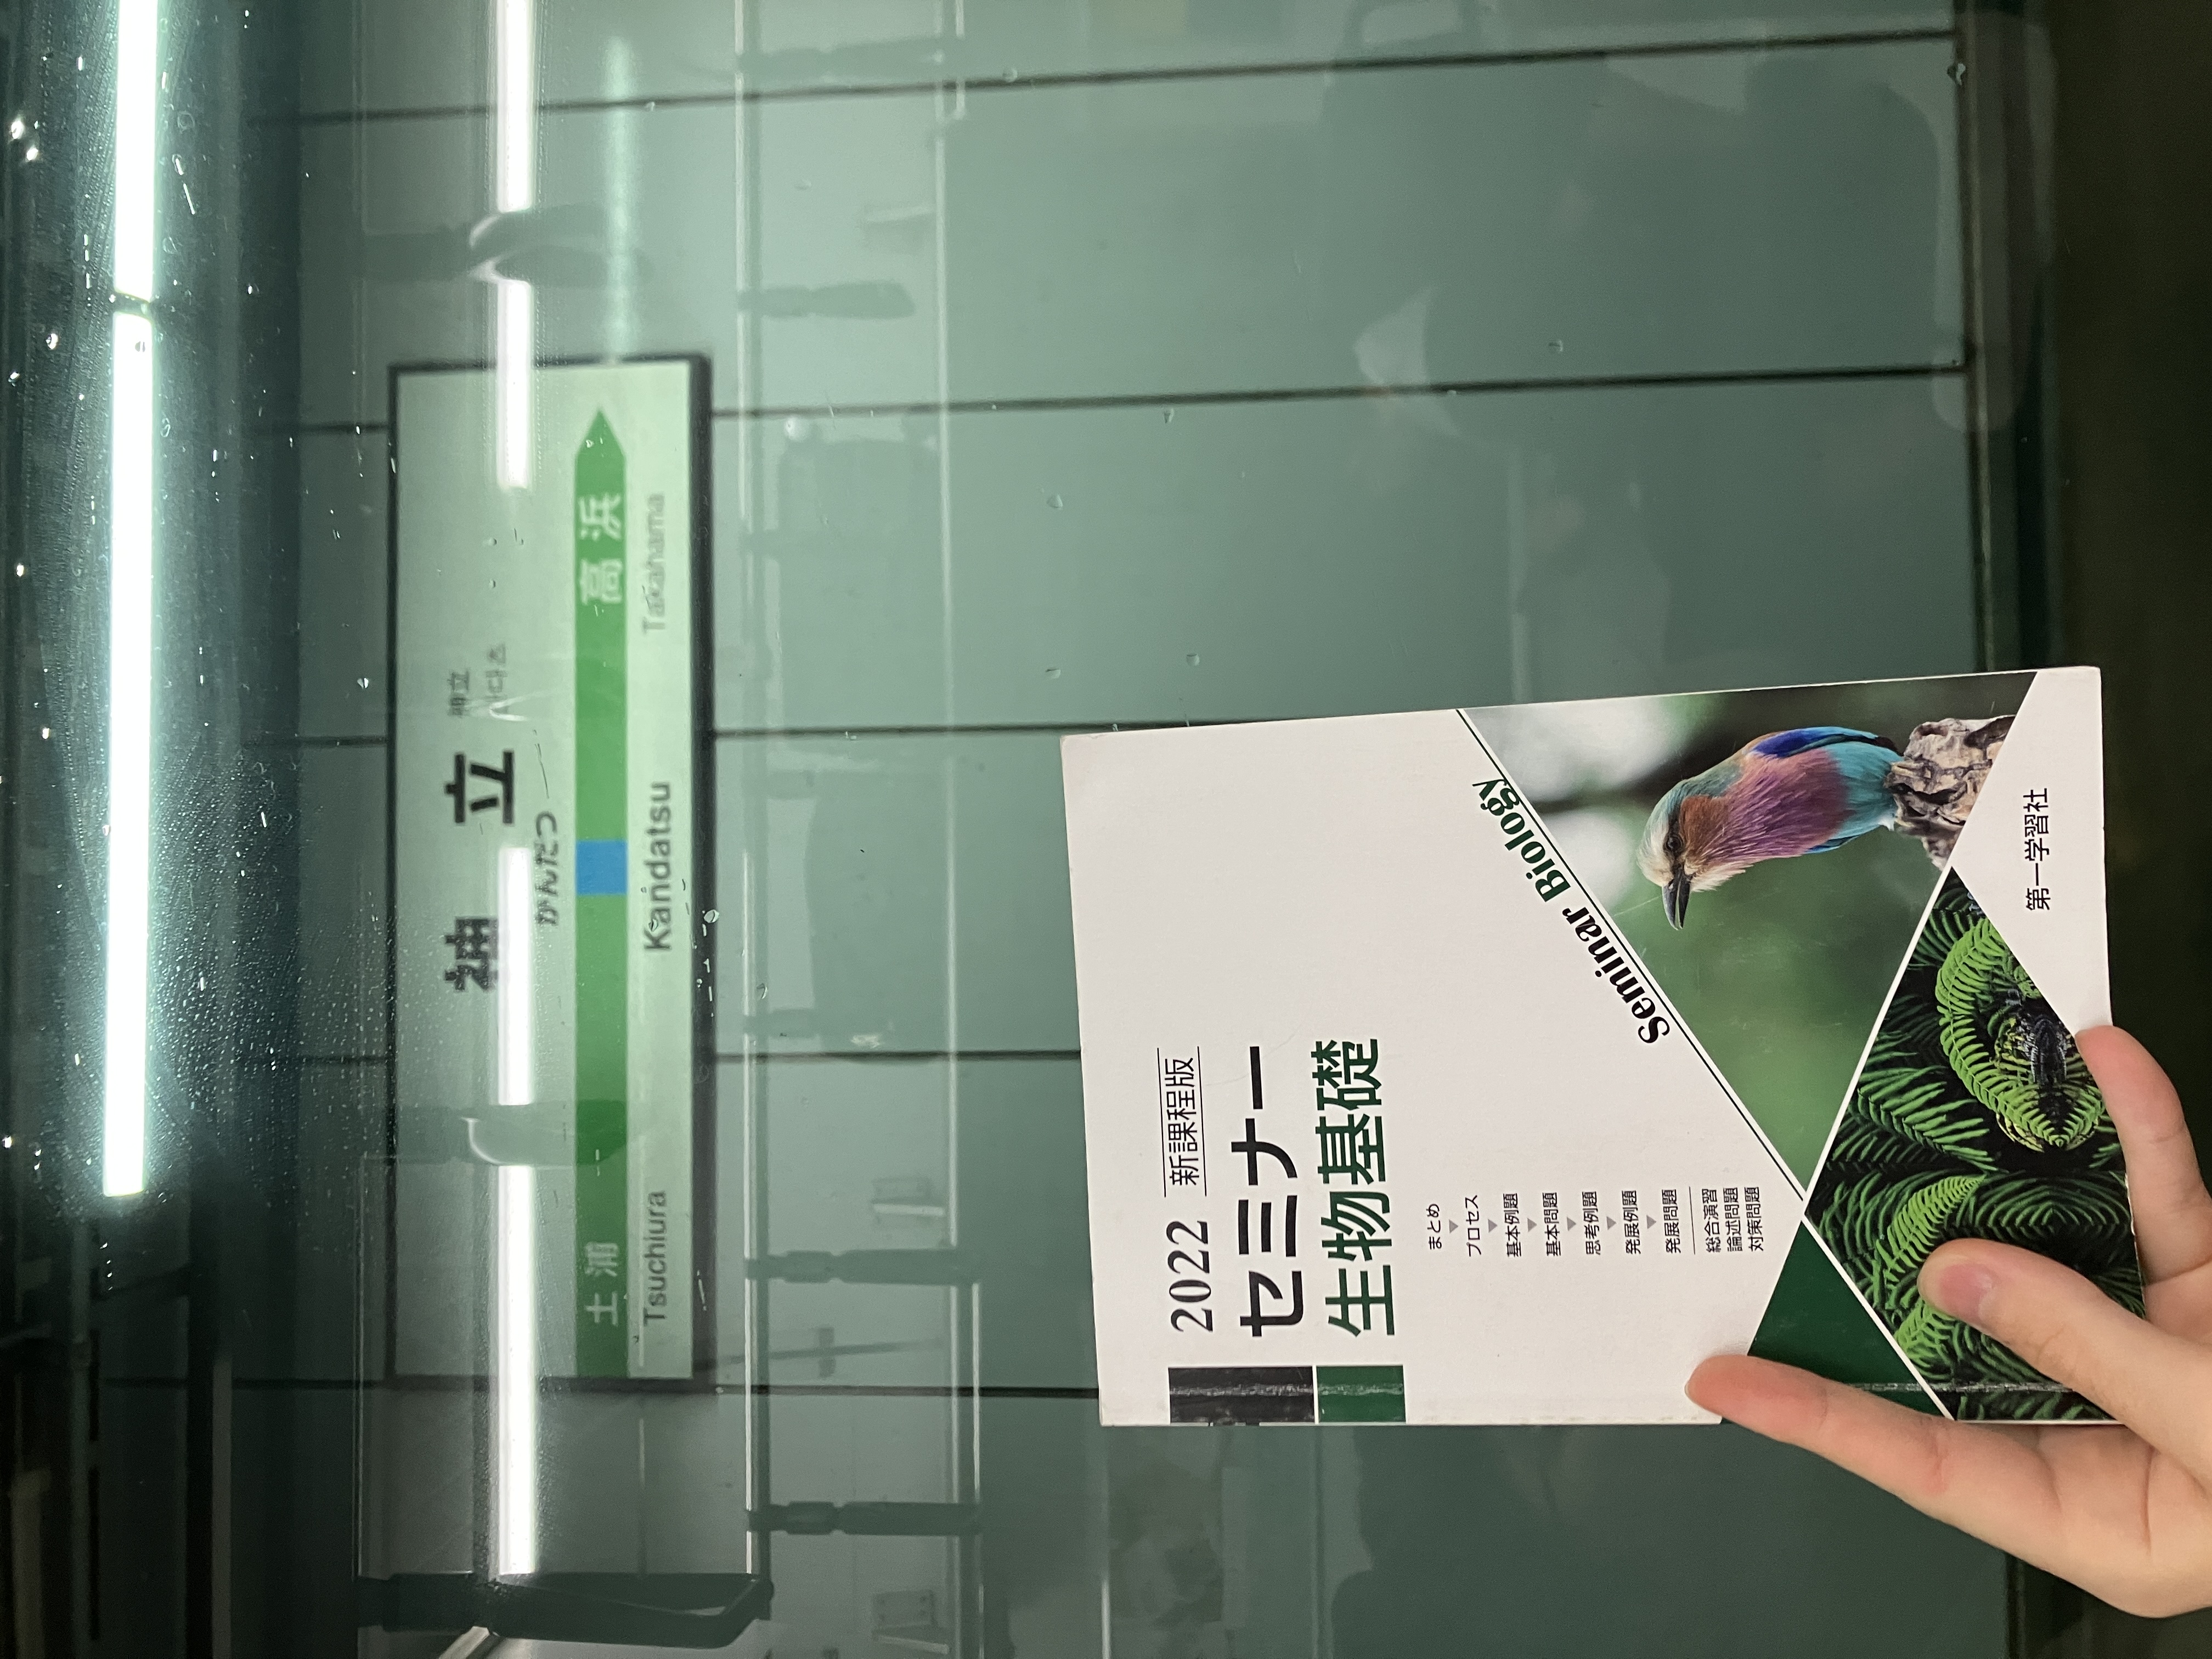 神立 神立
かんだつ
土浦 高浜
Tsuchiura Kandatsu Takahama
2022 新課程版
セミナー
生物基礎
まとめ
プロセス
基本例題
基本問題
思考例題
発展例題
発展問題
総合演習
論述問題
対策問題
Seminar Biology
第一学習社